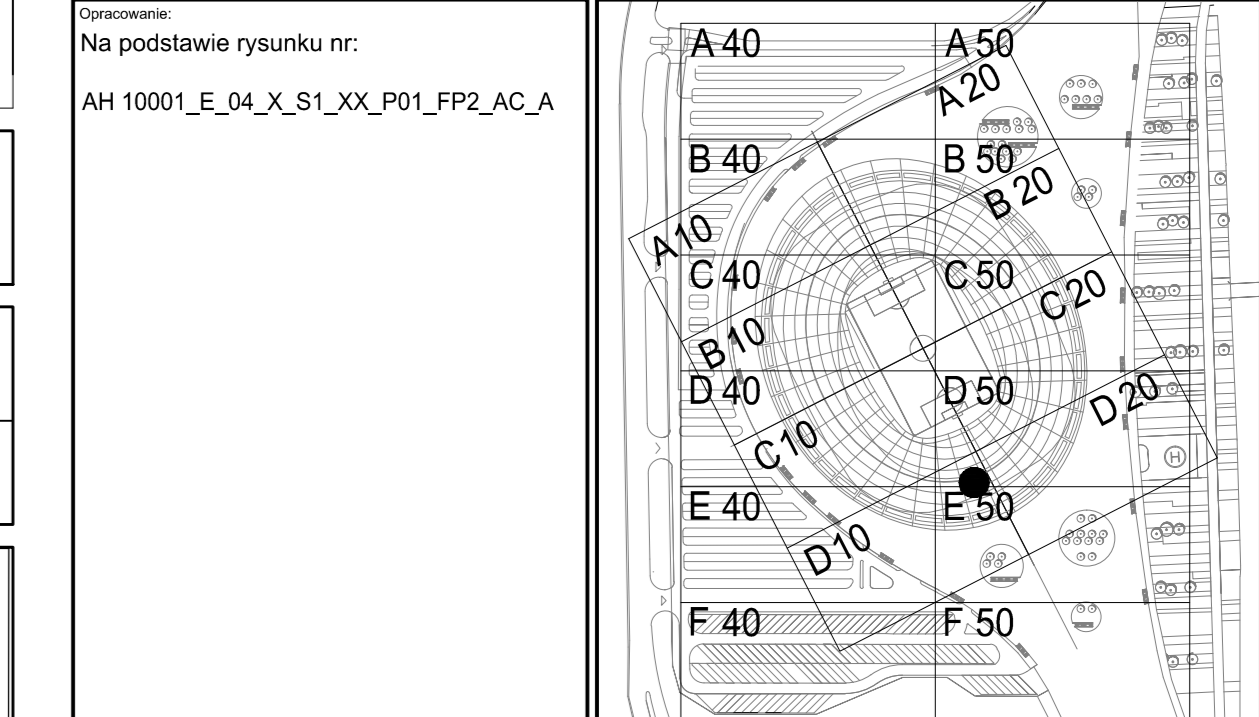 Opracowanie:
Na podstawie rysunku nr:
AH 10001_E_04_X_S1_XX_P01_FP2_AC_A
A 40
A 50
A 20
B 40
B 50
B 20
A 10
C 40
C 50
C 20
B 10
D 40
D 50
D 20
C 10
H
E 40
E 50
D 10
F 40
F 50